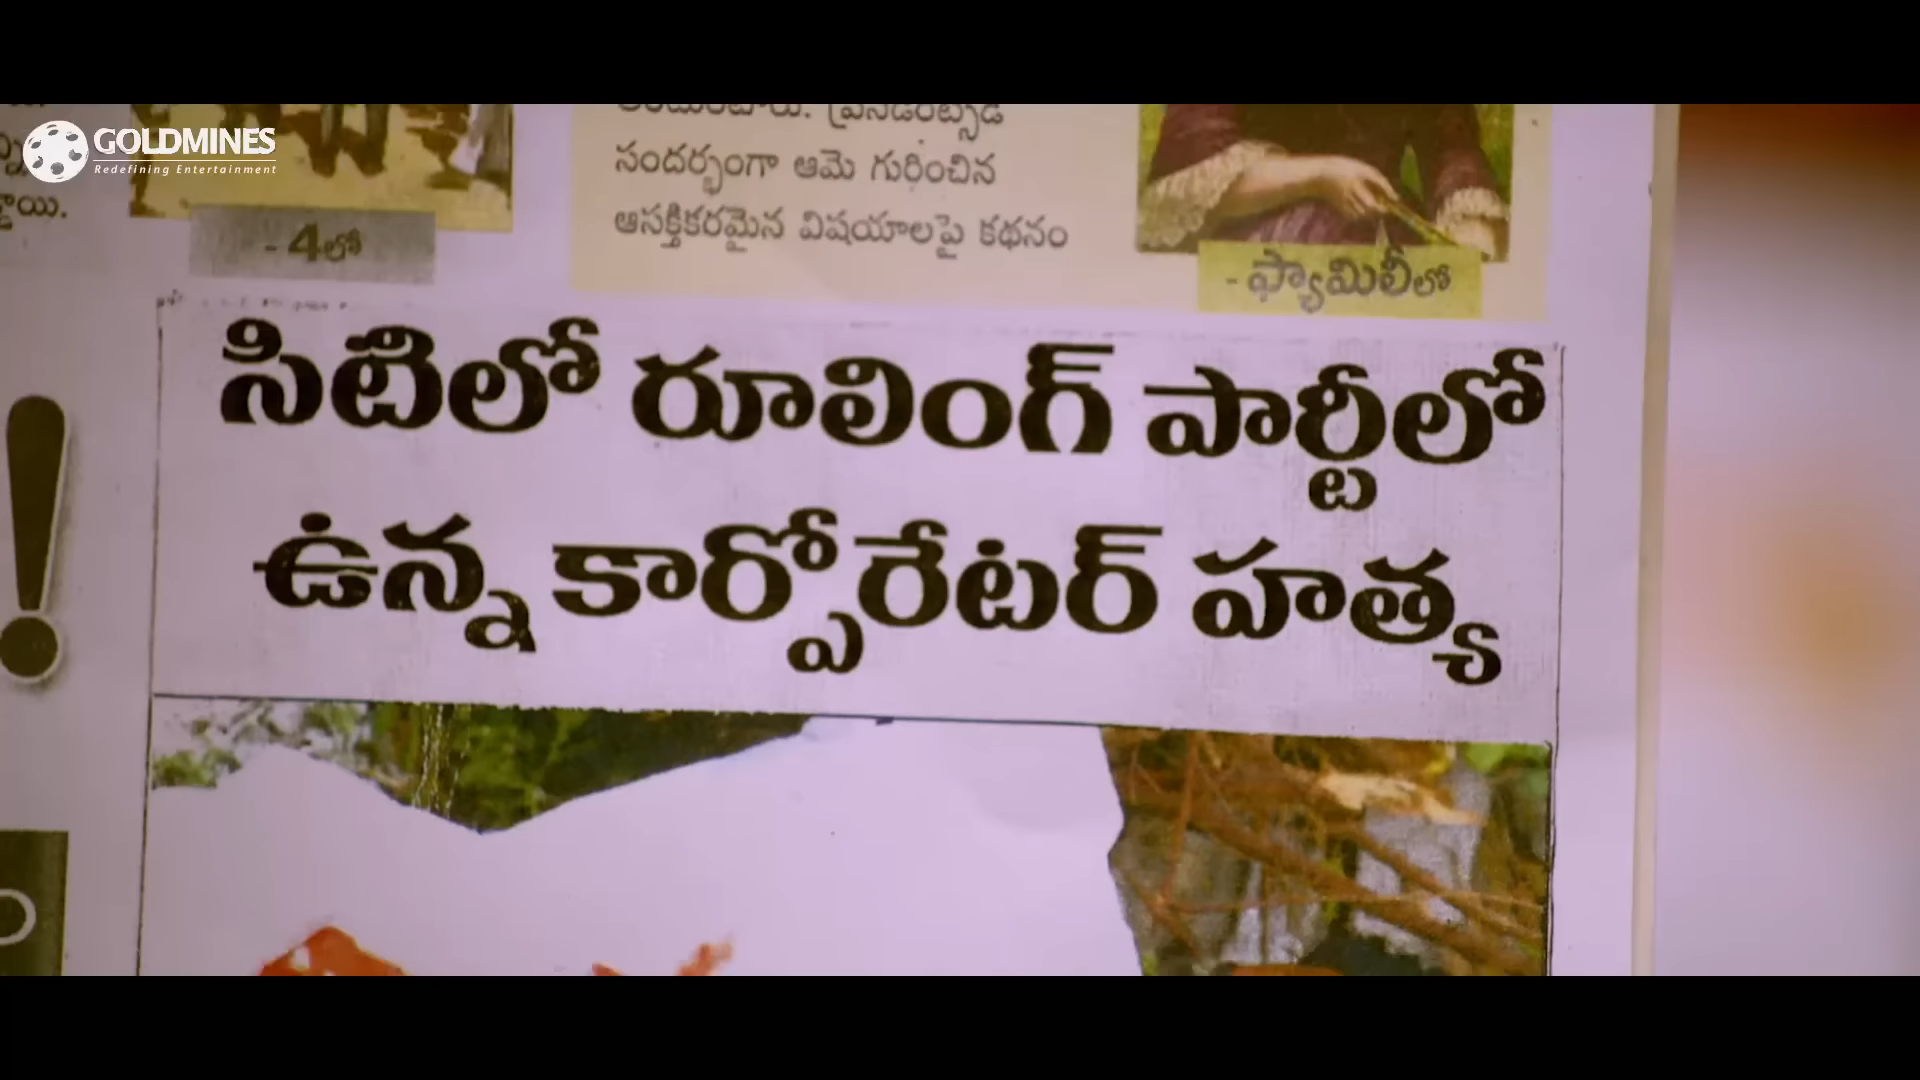 GOLDMINES
Redefining Entertainment
సందర్భంగా ఆమె గురించిన
ఆసక్తికరమైన విషయాలపై కథనం
- 4లో
- ఫ్యామిలీలో
సిటిలో రూలింగ్ పార్టీలో
ఉన్న కార్పోరేటర్ హత్య
!